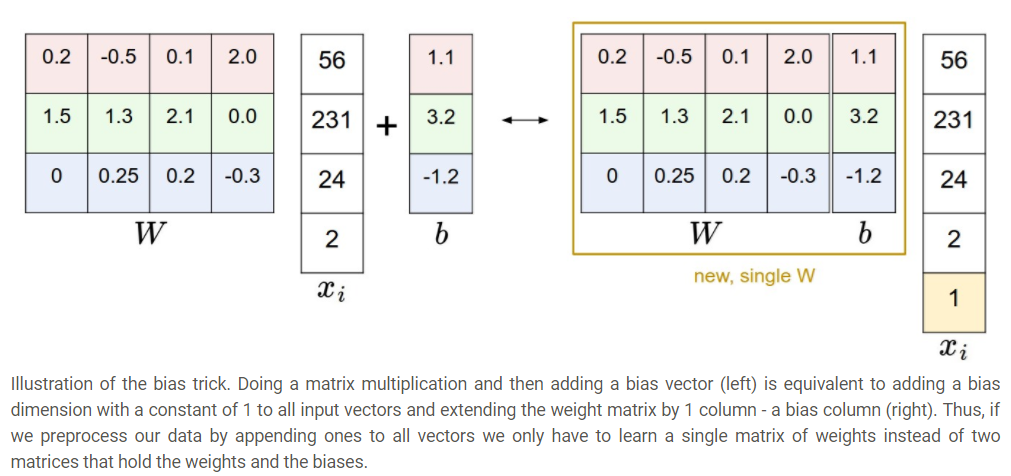 0.2 -0.5 0.1 2.0 56 1.1 0.2 -0.5 0.1 2.0 1.1 56
1.5 1.3 2.1 0.0 231 + 3.2 ↔ 1.5 1.3 2.1 0.0 3.2 231
0 0.25 0.2 -0.3 24 -1.2 0 0.25 0.2 -0.3 -1.2 24
W 2 b W b 2
new, single W
1
x_i x_i
Illustration of the bias trick. Doing a matrix multiplication and then adding a bias vector (left) is equivalent to adding a bias
dimension with a constant of 1 to all input vectors and extending the weight matrix by 1 column - a bias column (right). Thus, if
we preprocess our data by appending ones to all vectors we only have to learn a single matrix of weights instead of two
matrices that hold the weights and the biases.